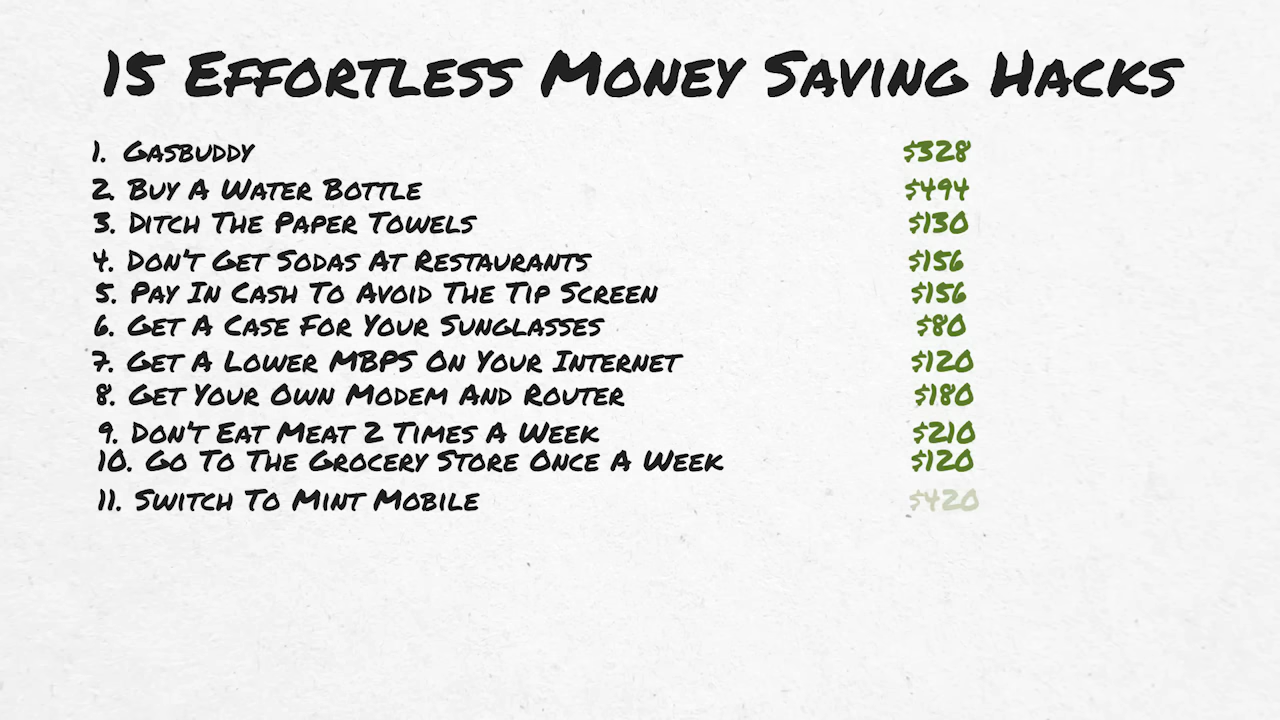 15 Effortless Money Saving Hacks
1. Gasbuddy $328
2. Buy A Water Bottle $494
3. Ditch The Paper Towels $130
4. Don't Get Sodas At Restaurants $156
5. Pay In Cash To Avoid The Tip Screen $156
6. Get A Case For Your Sunglasses $80
7. Get A Lower MBPS On Your Internet $120
8. Get Your Own Modem And Router $180
9. Don't Eat Meat 2 Times A Week $210
10. Go To The Grocery Store Once A Week $120
11. Switch To Mint Mobile $420